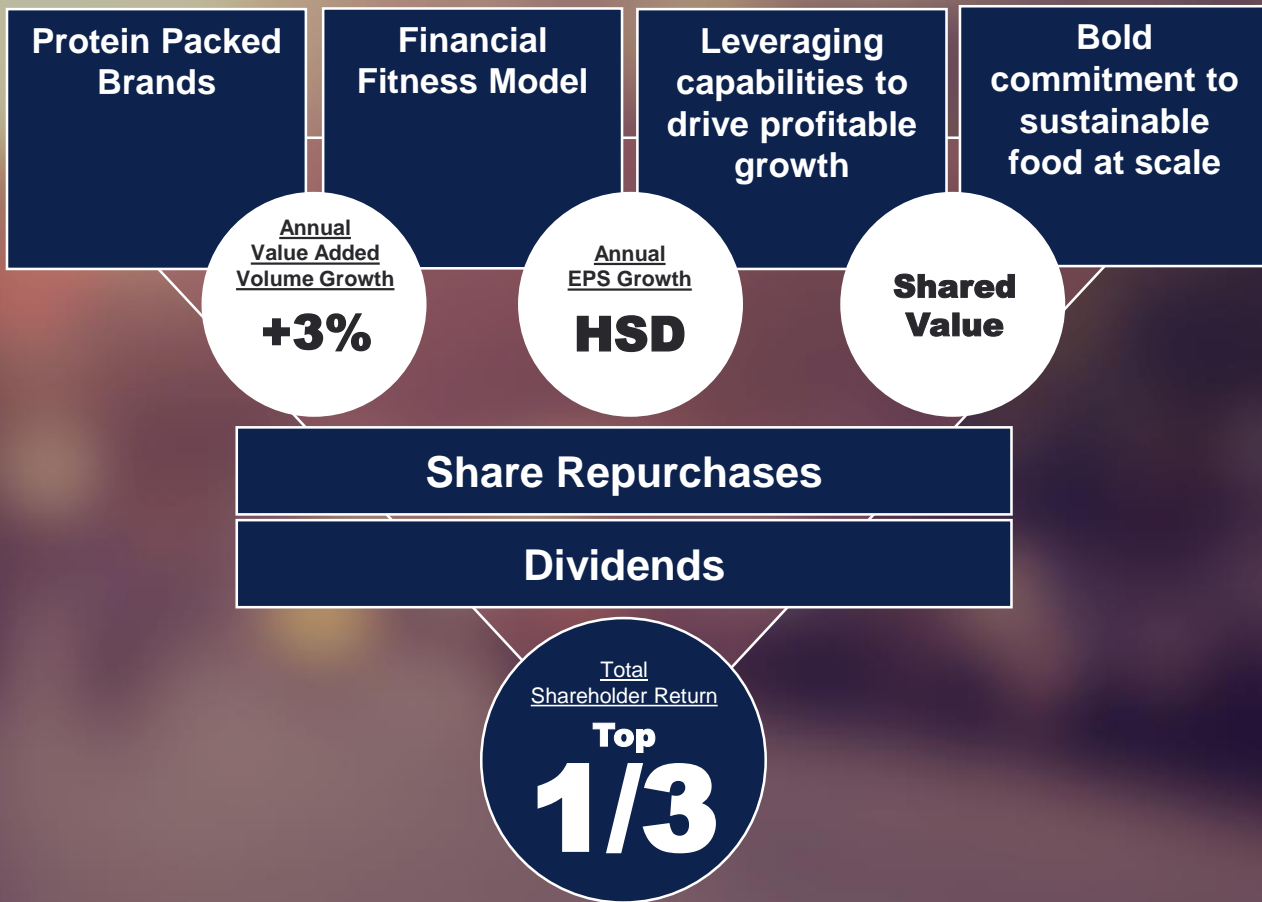 Protein Packed
Brands
Financial
Fitness Model
Leveraging
capabilities to
drive profitable
growth
Bold
commitment to
sustainable
food at scale
Annual
Value Added
Volume Growth
+3%
Annual
EPS Growth
HSD
Shared
Value
Share Repurchases
Dividends
Total
Shareholder Return
Top
1/3